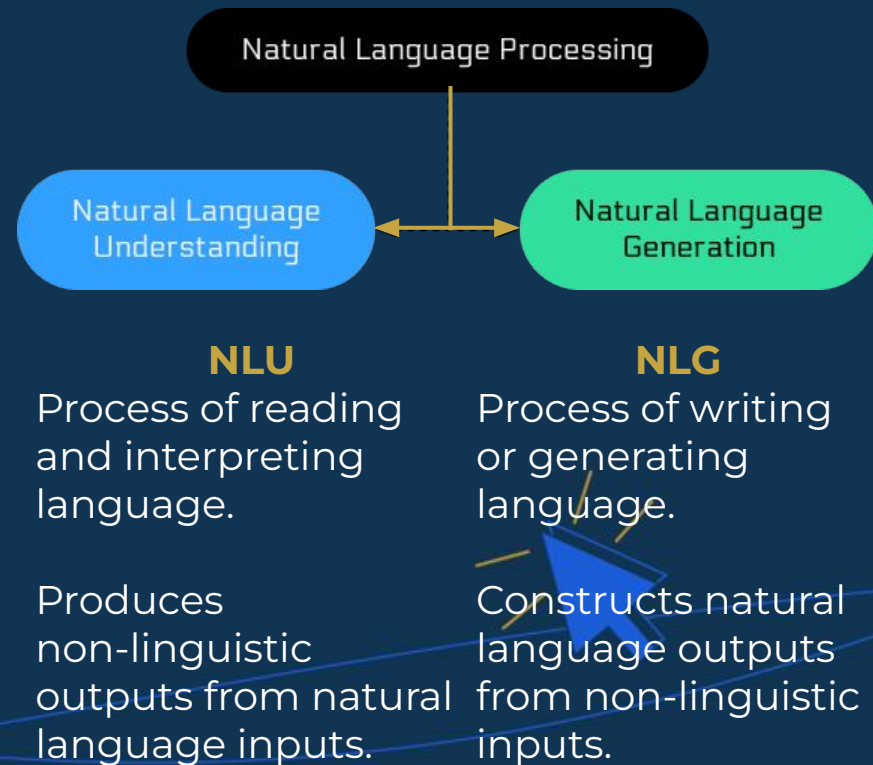 Natural Language Processing
Natural Language
Understanding
Natural Language
Generation
NLU
Process of reading
and interpreting
language.
Produces
non-linguistic
outputs from natural
language inputs.
NLG
Process of writing
or generating
language.
Constructs natural
language outputs
from non-linguistic
inputs.